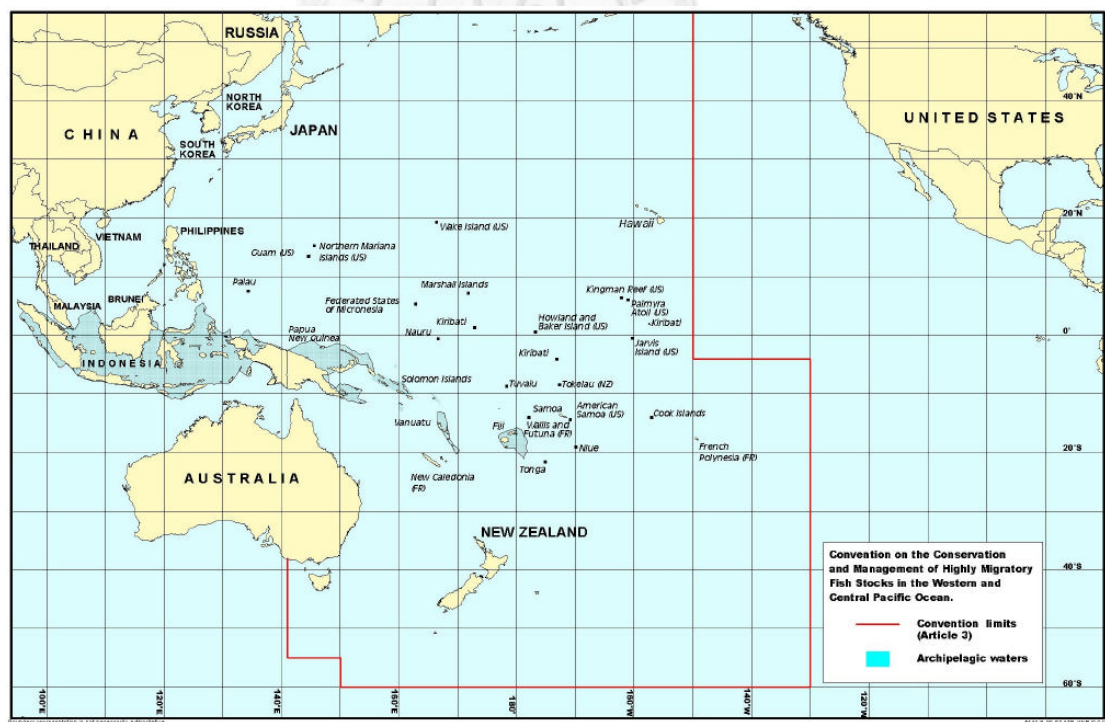 RUSSIA
NORTH
KOREA
40°N
C H I N A
JAPAN
UNITED STATES
SOUTH
KOREA
20°N
Wake Island (US)
Hawaii
VIETNAM
PHILIPPINES
THAILAND
Guam (US)
Northern Mariana
Islands (US)
Palau
Marshall Islands
Kingman Reef (US)
MALAYSIA
BRUNEI
Federated States
of Micronesia
Palmyra
Atoll (US)
Kiribati
Howland and
Baker Island (US)
Kiribati
Papua
New Guinea
Nauru
0°
Jarvis
Island (US)
Kiribati
I N D O N E S I A
Solomon Islands
Tuvalu
Tokelau (NZ)
Samoa
American
Samoa (US)
Cook Islands
Vanuatu
Fiji
Wallis and
Futuna (FR)
Niue
French
Polynesia (FR)
20°S
Tonga
New Caledonia
(FR)
A U S T R A L I A
NEW ZEALAND
Convention on the Conservation
and Management of Highly Migratory
Fish Stocks in the Western and
Central Pacific Ocean.
40°S
Convention limits
(Article 3)
Archipelagic waters
60°S
100°E
120°E
140°E
160°E
180°
160°W
140°W
120°W